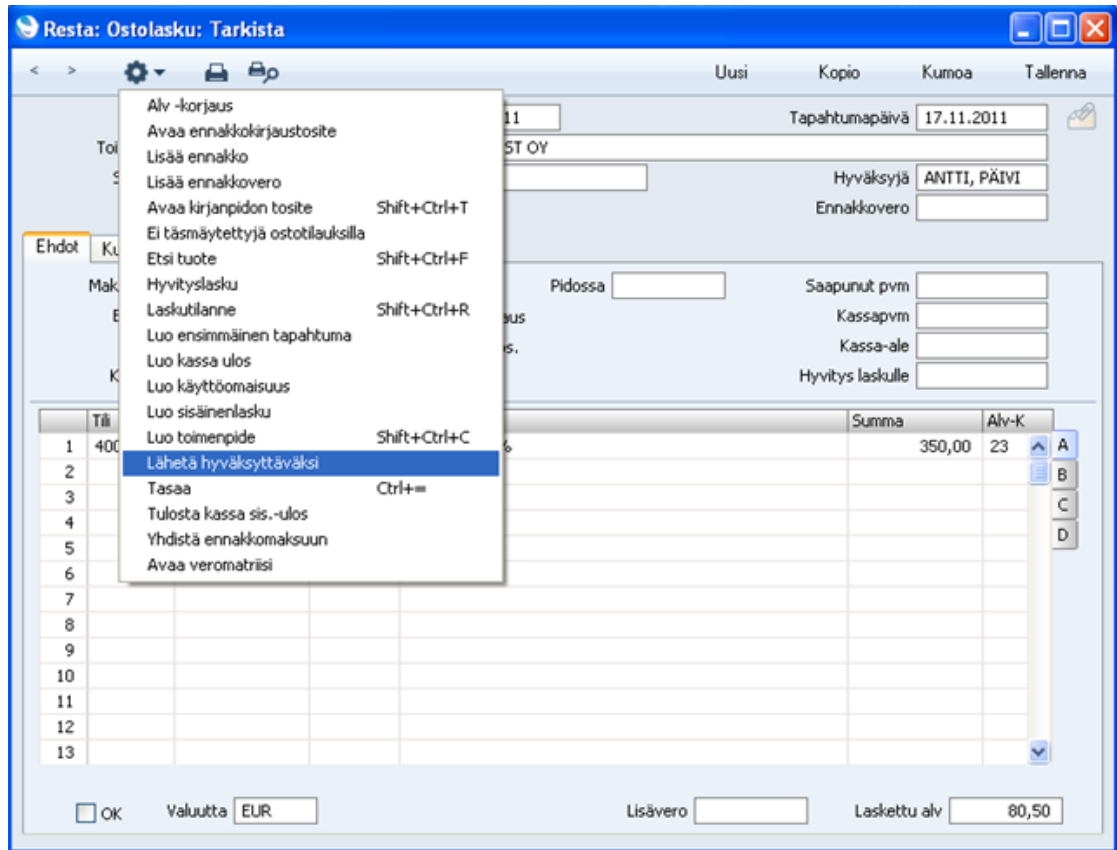 Resta: Ostolasku: Tarkista
< > Uusi Kopio Kumoa Tallenna
Alv -korjaus
Avaa ennakkokirjaustosite
Lisää ennakko
Lisää ennakkovero
Avaa kirjanpidon tosite Shift+Ctrl+T
Ei täsmäytettyjä ostotilauksilla
Etsi tuote Shift+Ctrl+F
Hyvityslasku
Laskutilanne Shift+Ctrl+R
Luo ensimmäinen tapahtuma
Luo kassa ulos
Luo käyttöomaisuus
Luo sisäinenlasku
Luo toimenpide Shift+Ctrl+C
Lähetä hyväksyttäväksi
Tasaa Ctrl+=
Tulosta kassa sis.-ulos
Yhdistä ennakkomaksuun
Avaa veromatriisi
11 Tapahtumapäivä 17.11.2011
Toi ST OY
Hyväksyjä ANTTI, PÄIVI
Ennakkovero
Ehdot Ku
Mak Pidossa Saapunut pvm
aus Kassapvm
os. Kassa-ale
K Hyvitys laskulle
Tili Summa Alv-K
1 400 % 350,00 23 A
2 B
3 C
4 D
5
6
7
8
9
10
11
12
13
OK Valuutta EUR Lisävero Laskettu alv 80,50